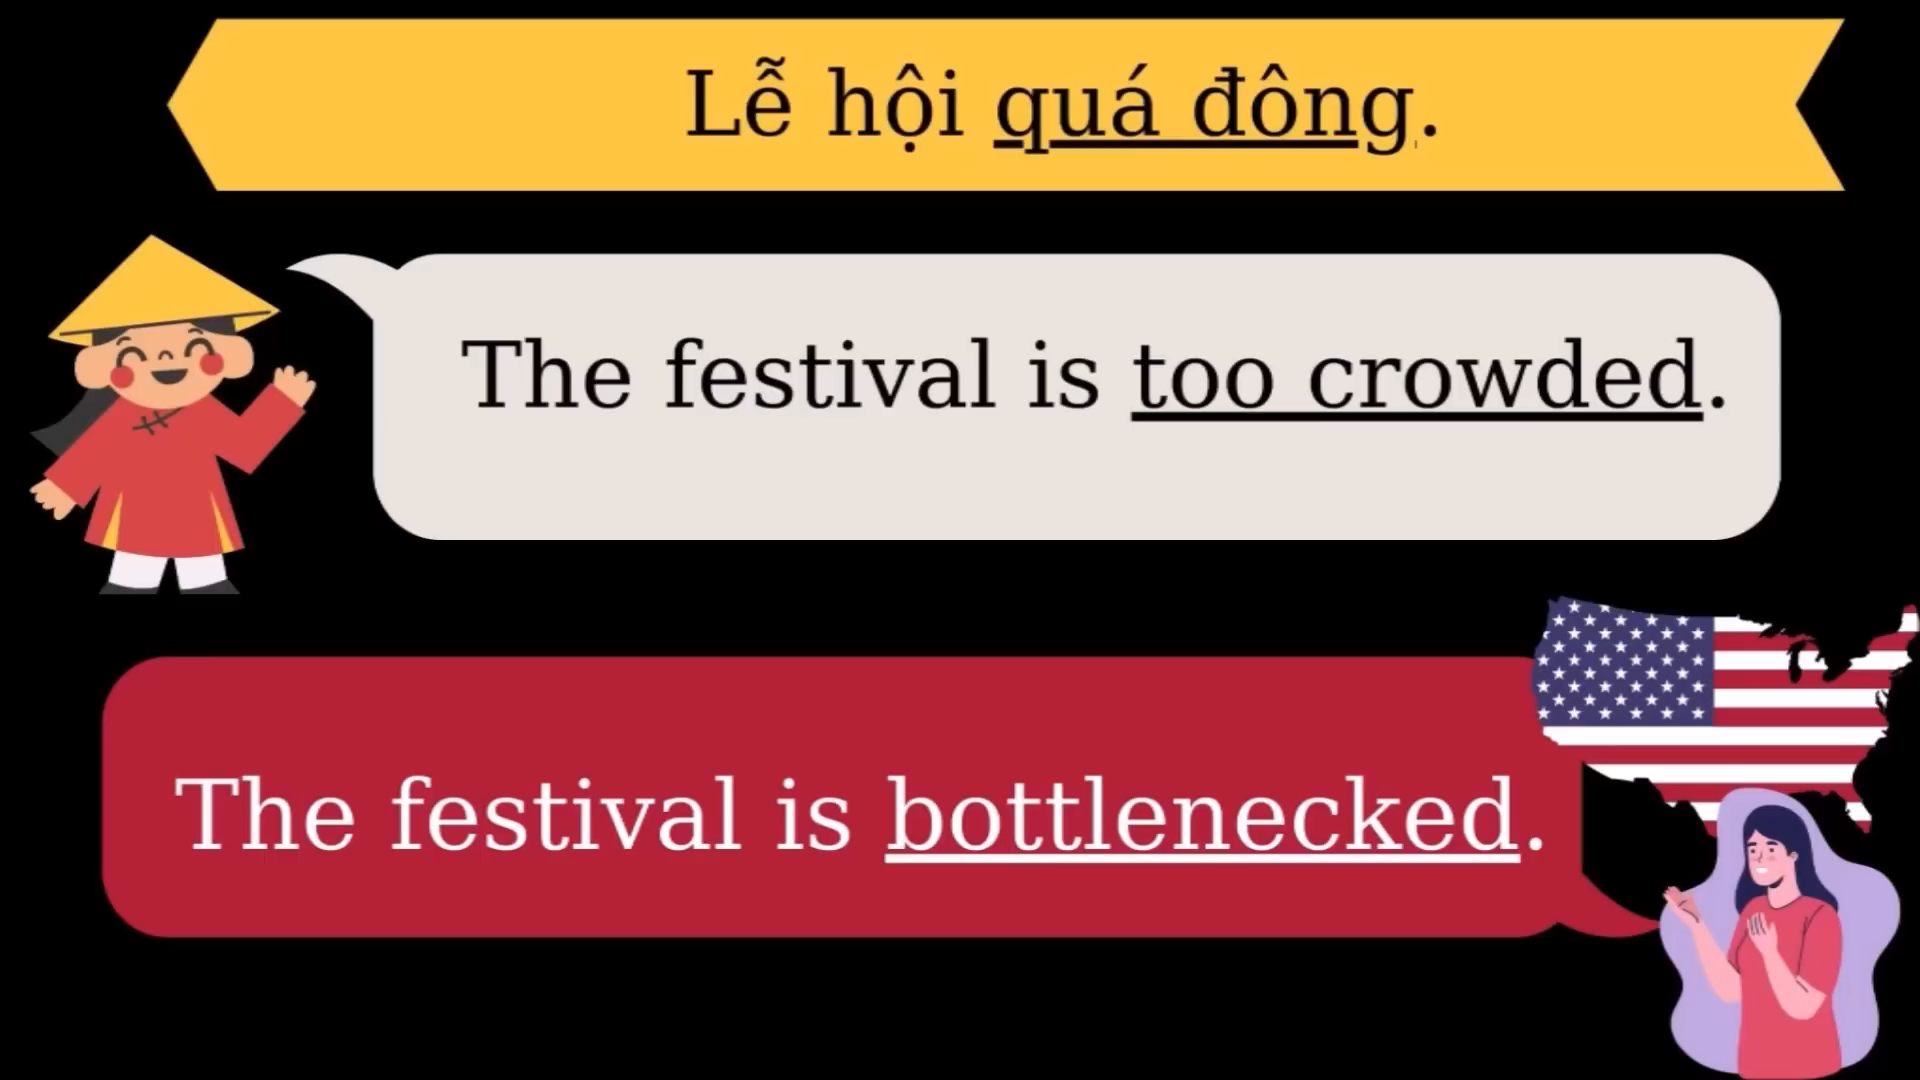 Lễ hội quá đông.
The festival is too crowded.
The festival is bottlenecked.